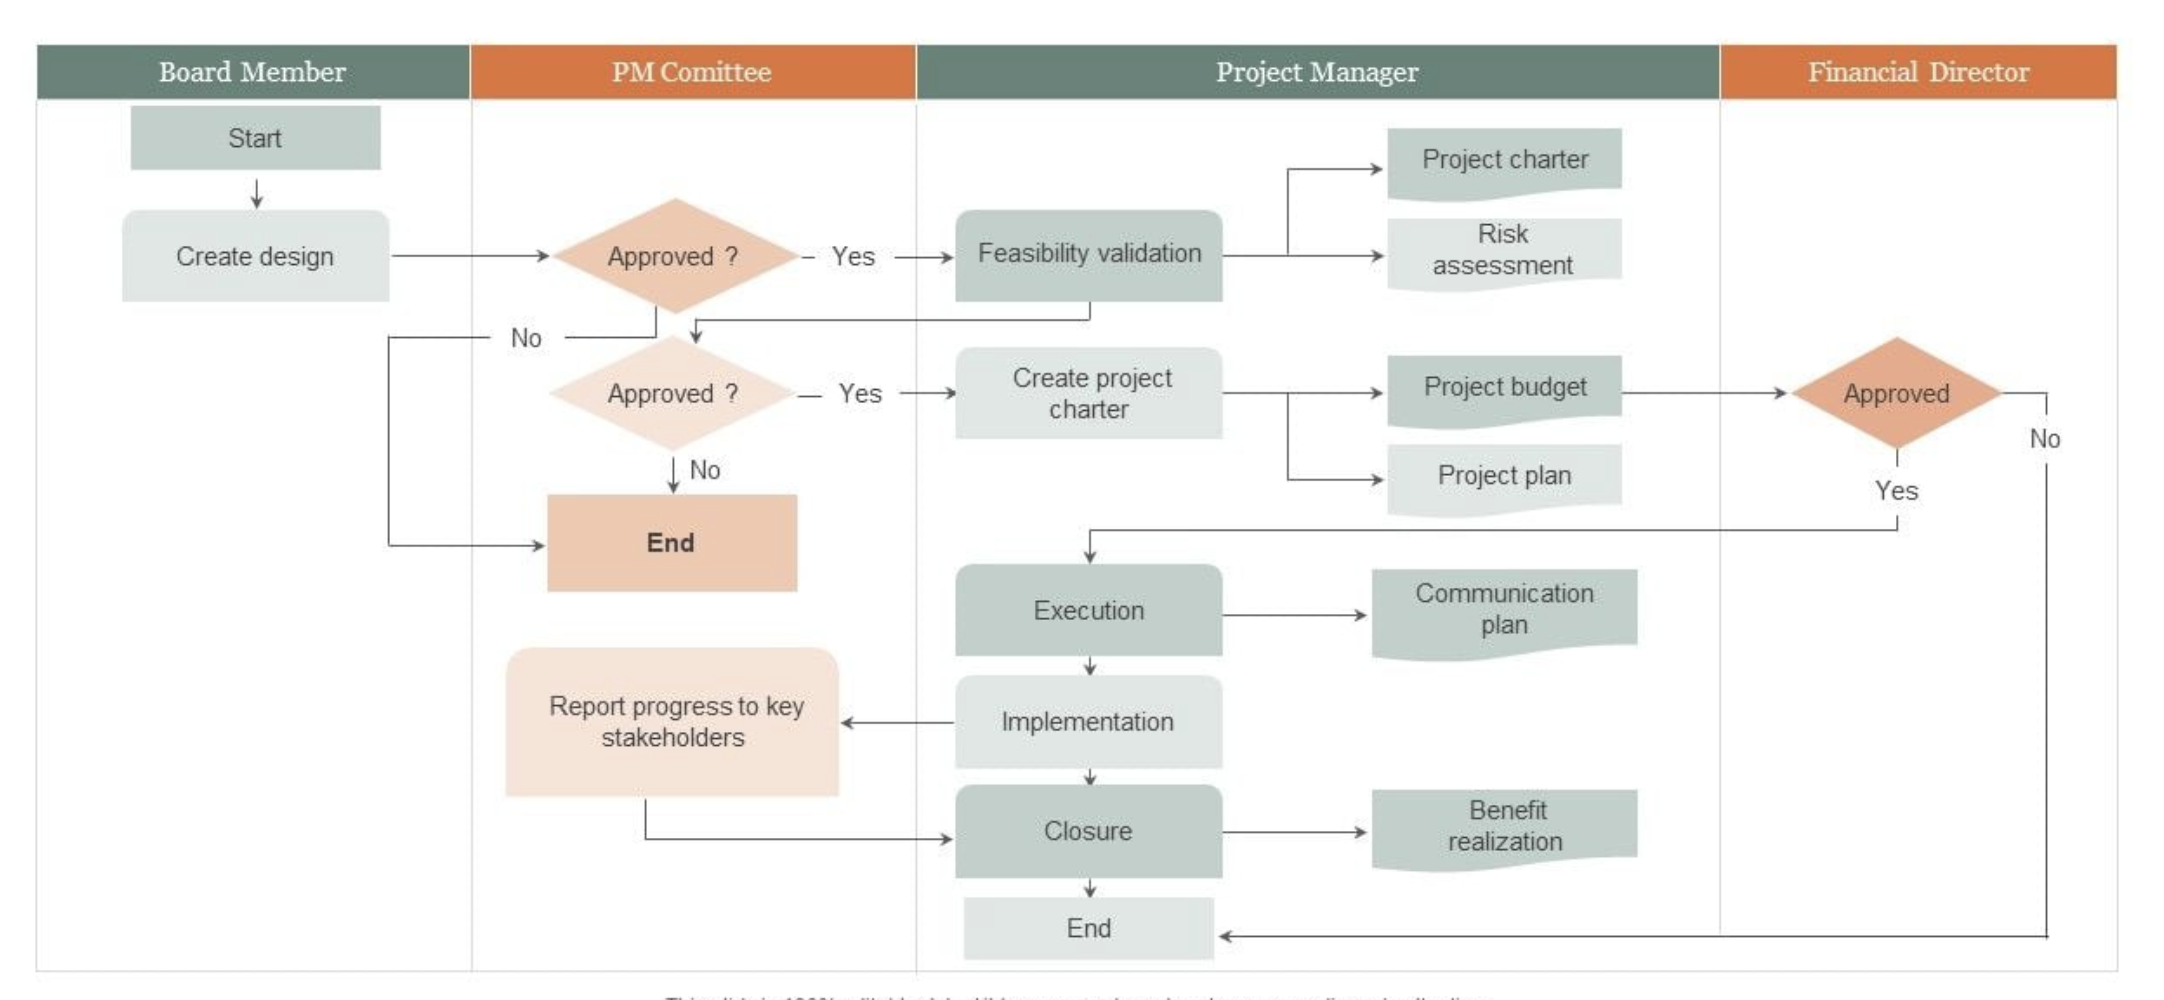 Board Member
PM Comittee
Project Manager
Financial Director
Start
Project charter
Create design
Approved ?
Yes
Feasibility validation
Risk
assessment
No
Approved ?
Yes
Create project
charter
Project budget
Approved
No
No
Project plan
Yes
End
Execution
Communication
plan
Report progress to key
stakeholders
Implementation
Closure
Benefit
realization
End